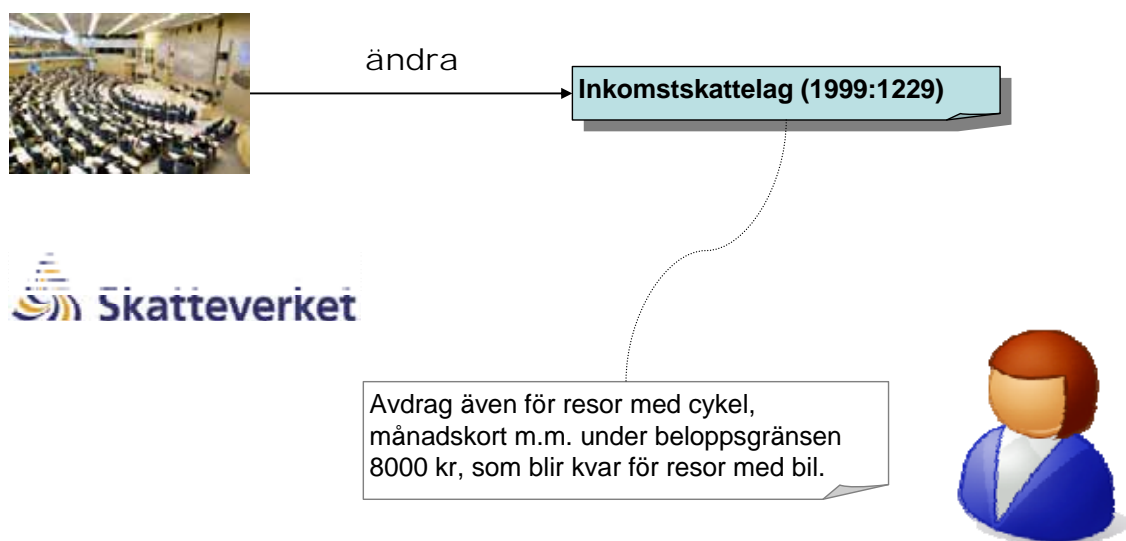 ändra
Inkomstskattelag (1999:1229)
Skatteverket
Avdrag även för resor med cykel,
månadskort m.m. under beloppsgränsen
8000 kr, som blir kvar för resor med bil.